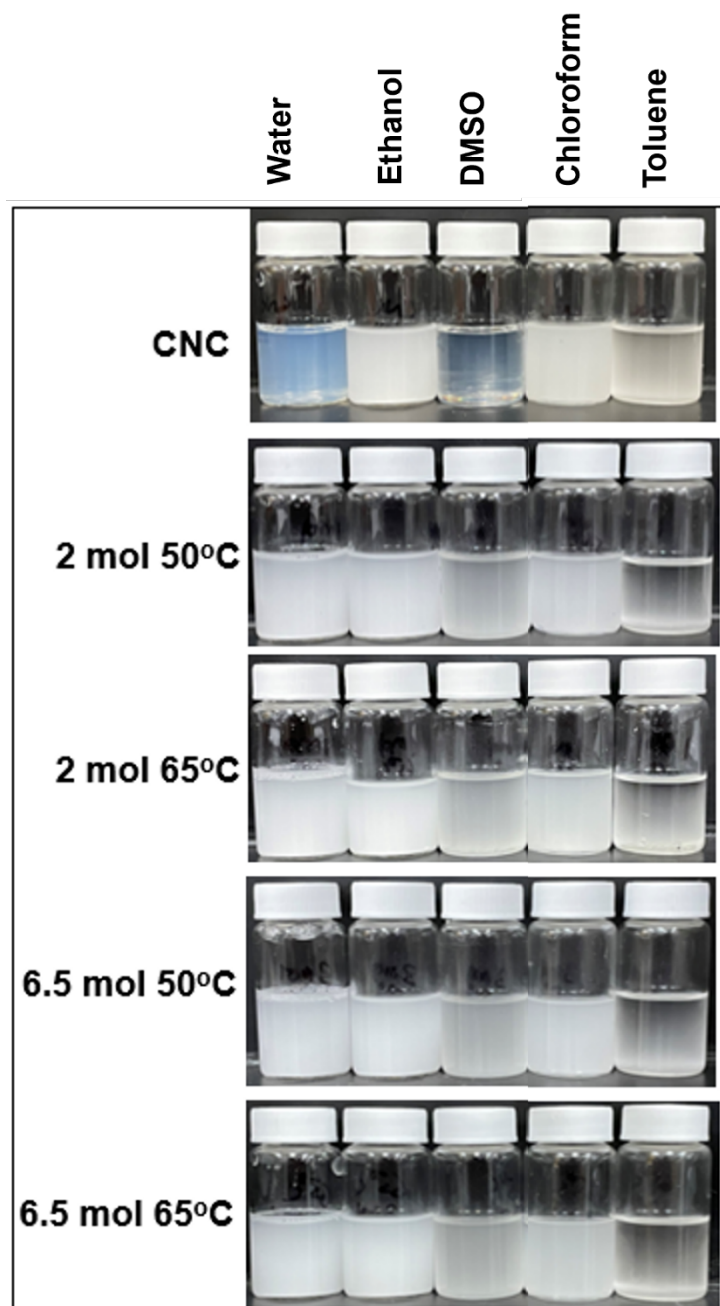 Water
Ethanol
DMSO
Chloroform
Toluene
CNC
2 mol 50°C
2 mol 65°C
6.5 mol 50°C
6.5 mol 65°C